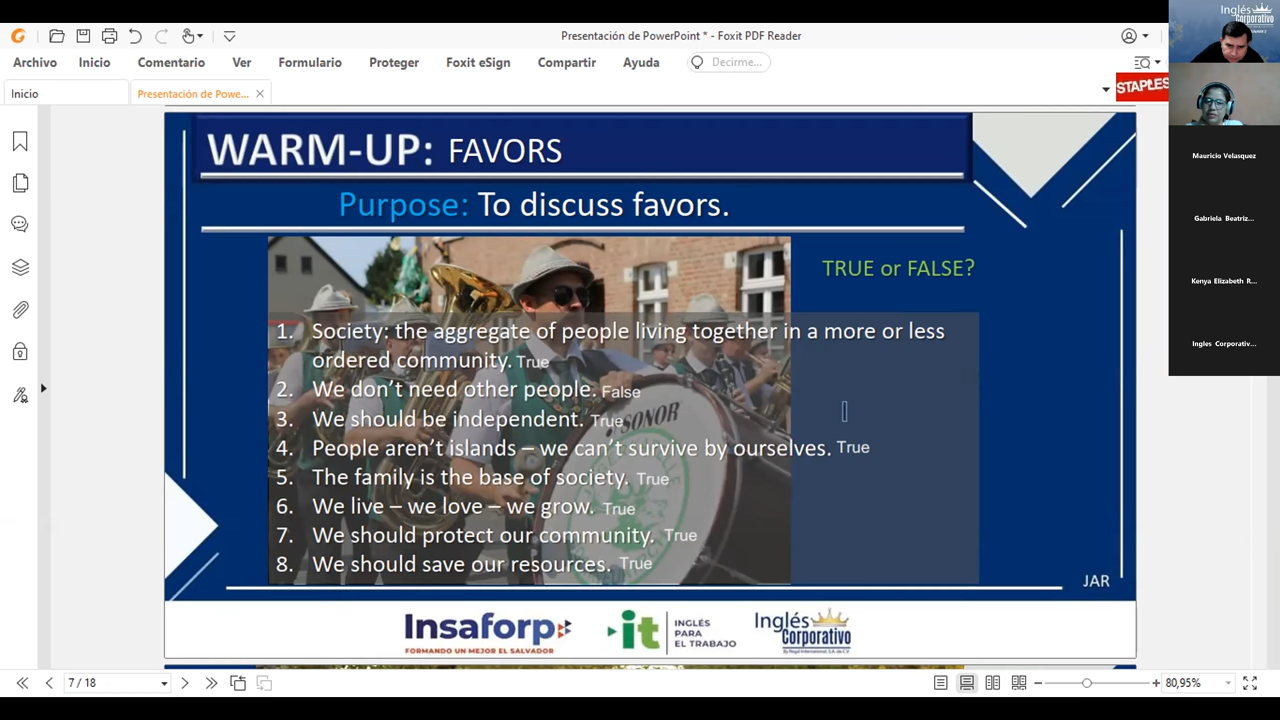 Presentación de PowerPoint * - Foxit PDF Reader
Archivo Inicio Comentario Ver Formulario Proteger Foxit eSign Compartir Ayuda Decirme...
Inicio
Presentación de Powe...
STAPLES
WARM-UP: FAVORS
Purpose: To discuss favors.
TRUE or FALSE?
1. Society: the aggregate of people living together in a more or less
ordered community. True
2. We don't need other people. False
3. We should be independent. True
4. People aren't islands – we can't survive by ourselves. True
5. The family is the base of society. True
6. We live – we love – we grow. True
7. We should protect our community. True
8. We should save our resources. True
SONOR
JAR
Insaforp
FORMANDO UN MEJOR EL SALVADOR
it
INGLÉS
PARA
EL TRABAJO
Inglés
Corporativo
By Regal International, S.A. de C.V
7 / 18
80,95%
Inglés
Corporativo
Mauricio Velasquez
Gabriela Beatriz...
Kenya Elizabeth R...
Ingles Corporativ...